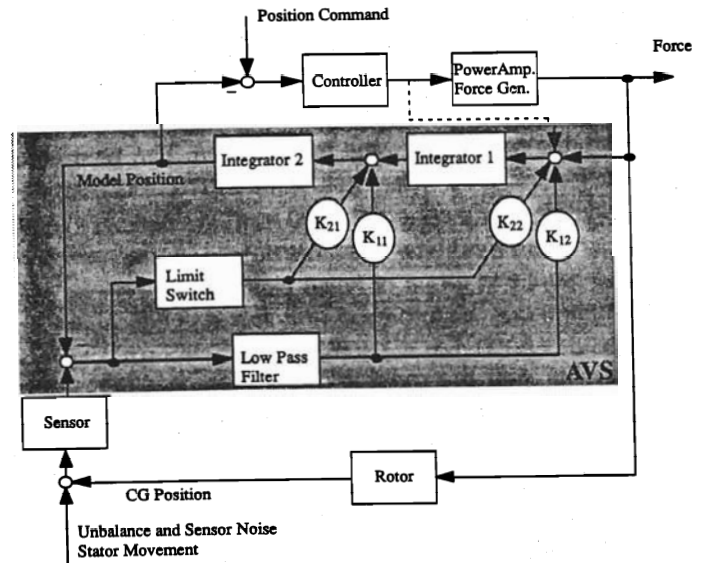 Position Command
Force
Controller
PowerAmp.
Force Gen.
Integrator 2
Integrator 1
Model Position
K21
K11
K22
K12
Limit
Switch
Low Pass
Filter
AVS
Sensor
Rotor
CG Position
Unbalance and Sensor Noise
Stator Movement